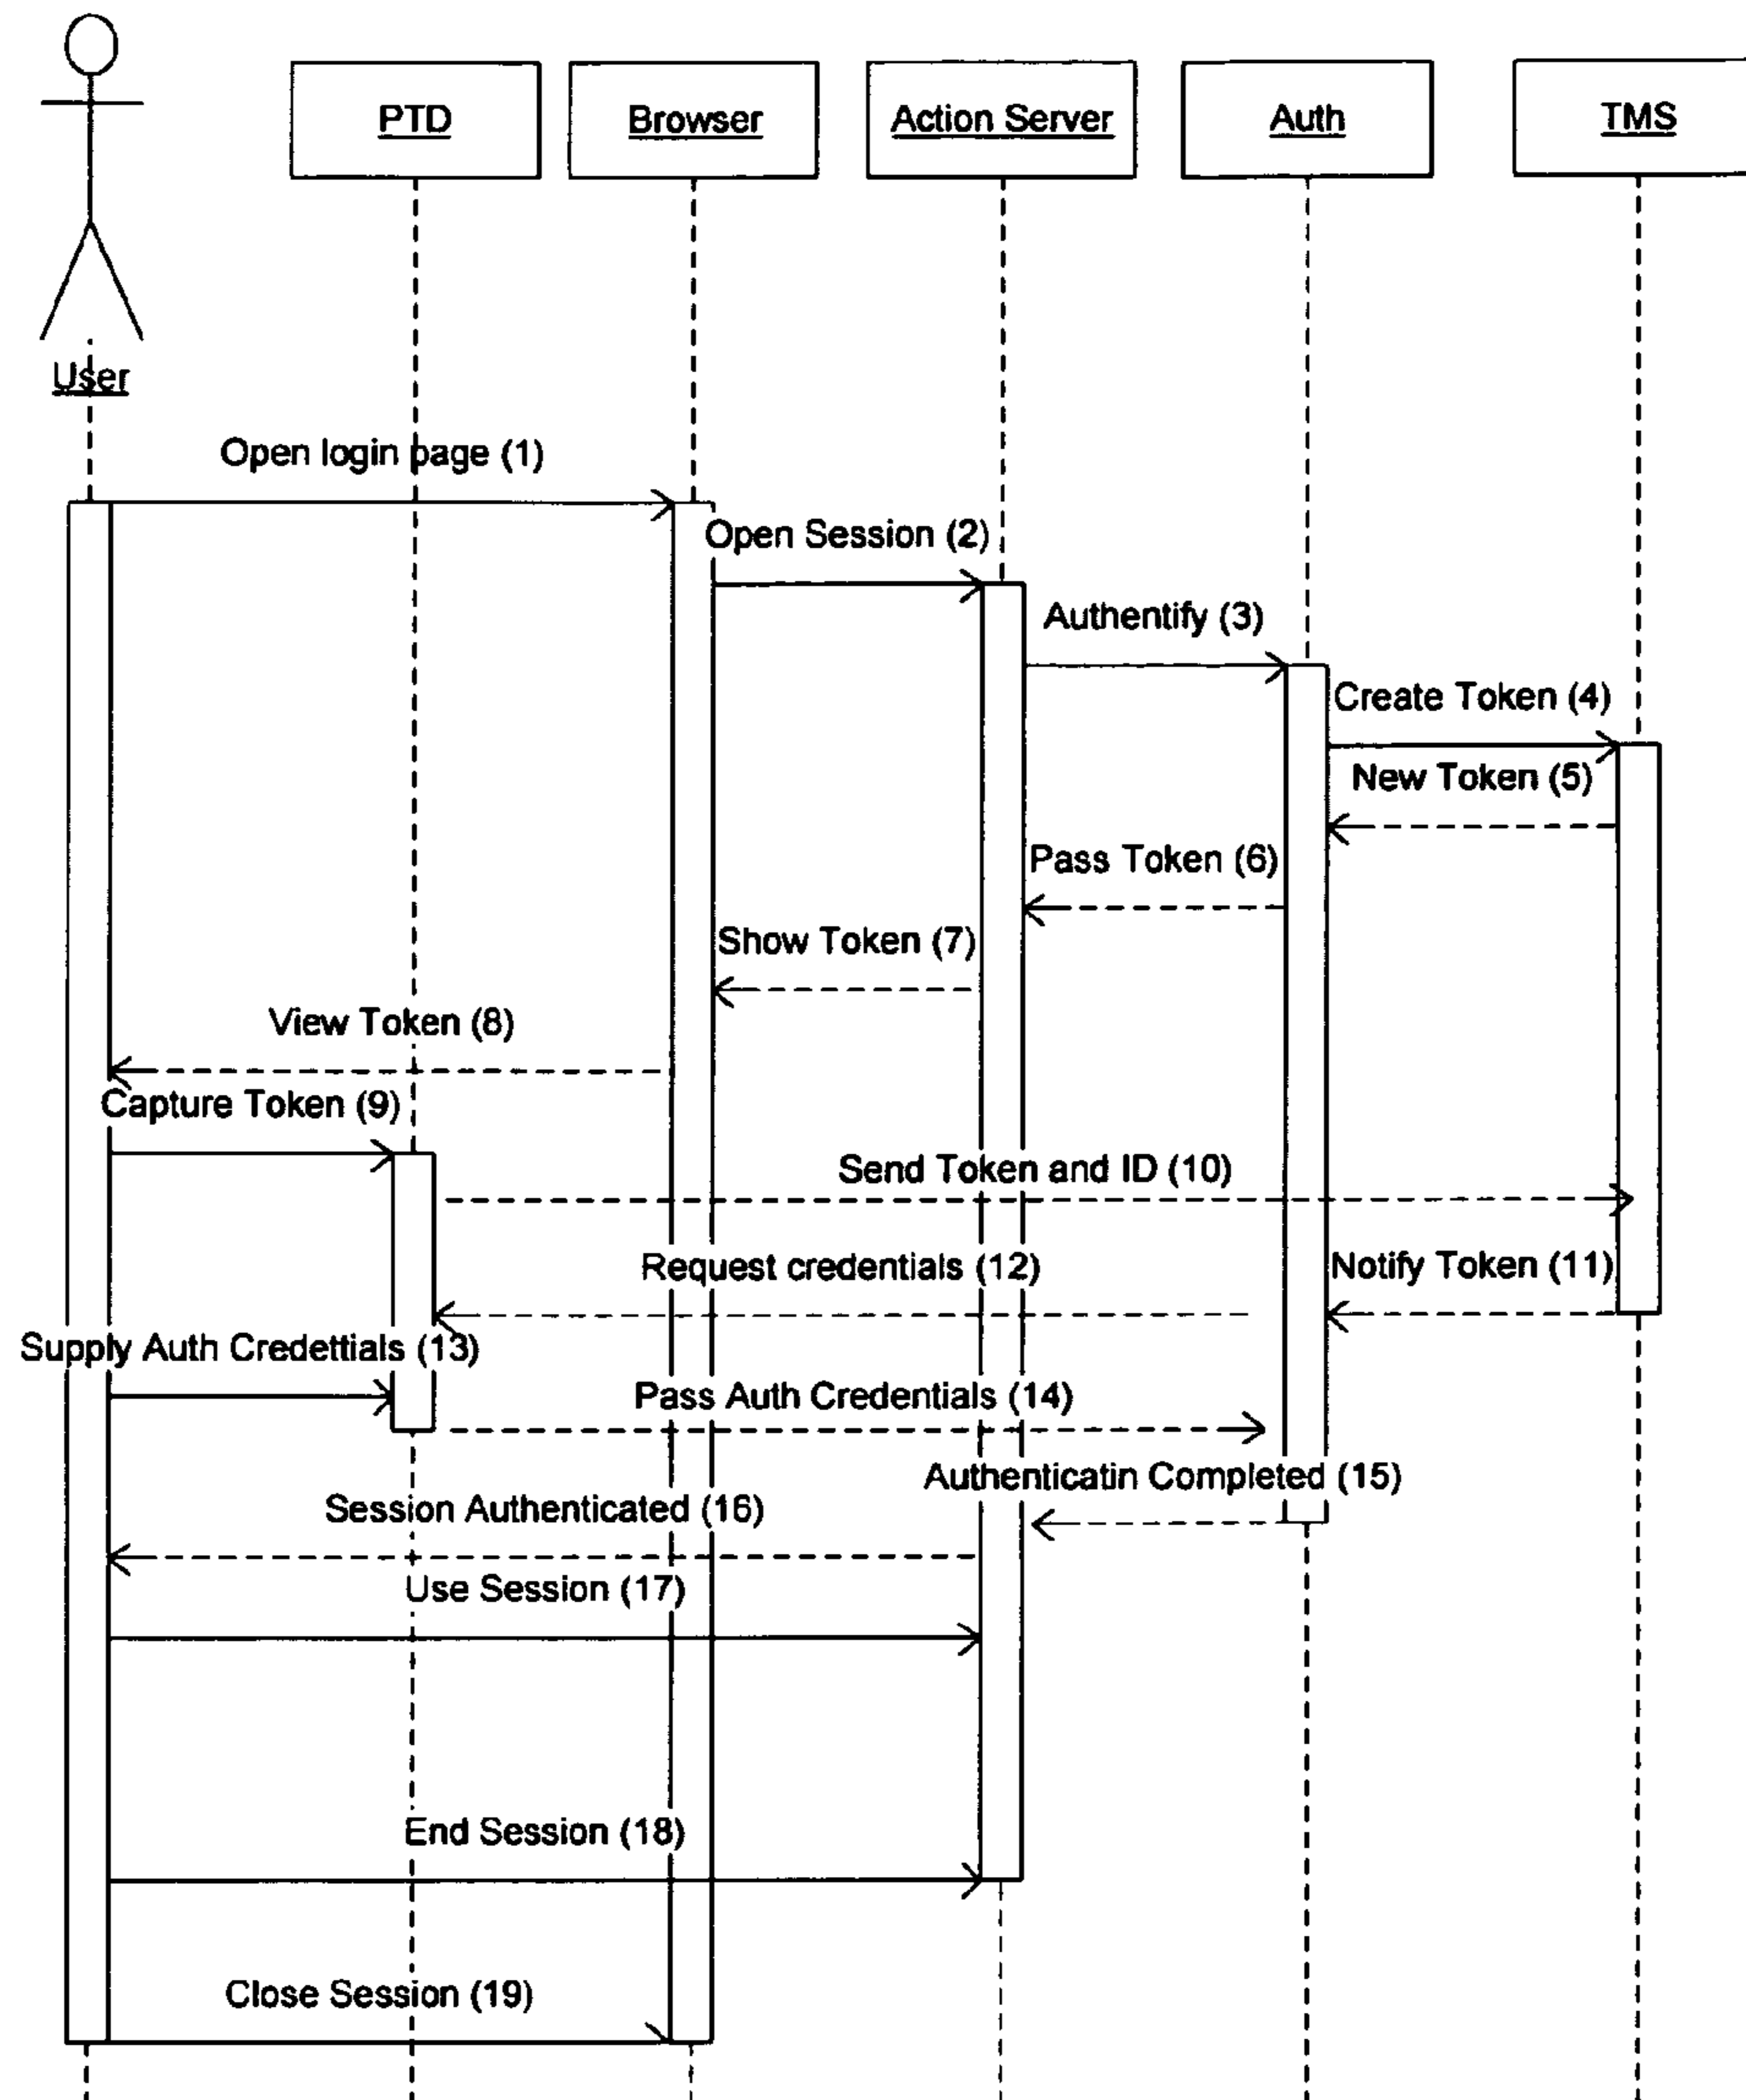 PTD
Browser
Action Server
Auth
TMS
User
Open login page (1)
Open Session (2)
Authentify (3)
Create Token (4)
New Token (5)
Pass Token (6)
Show Token (7)
View Token (8)
Capture Token (9)
Send Token and ID (10)
Request credentials (12)
Notify Token (11)
Supply Auth Credettials (13)
Pass Auth Credentials (14)
Authenticatin Completed (15)
Session Authenticated (16)
Use Session (17)
End Session (18)
Close Session (19)